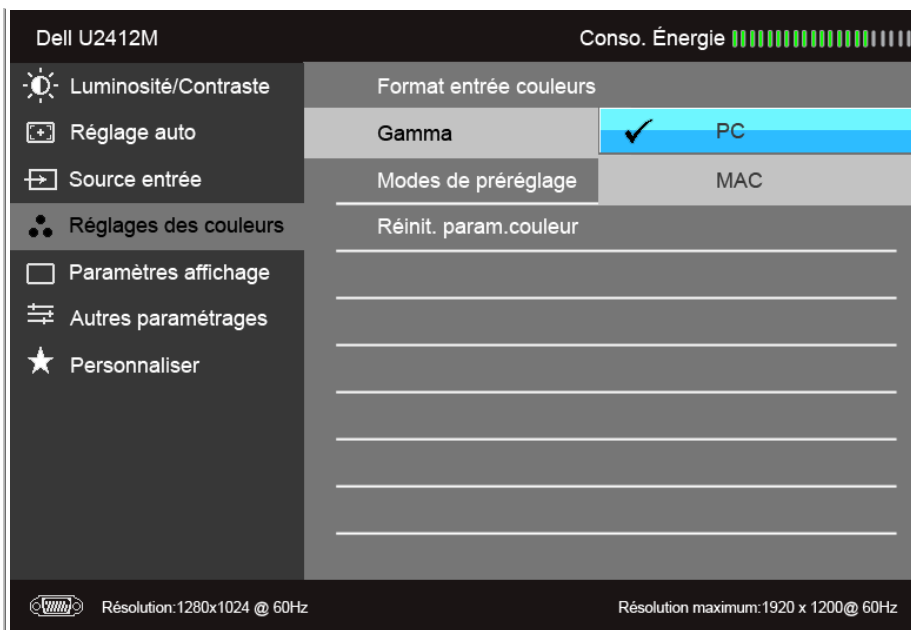 Dell U2412M
Conso. Énergie
Luminosité/Contraste
Format entrée couleurs
Réglage auto
Gamma
PC
Source entrée
Modes de préréglage
MAC
Réglages des couleurs
Réinit. param.couleur
Paramètres affichage
Autres paramétrages
Personnaliser
Résolution:1280x1024 @ 60Hz
Résolution maximum:1920 x 1200@ 60Hz